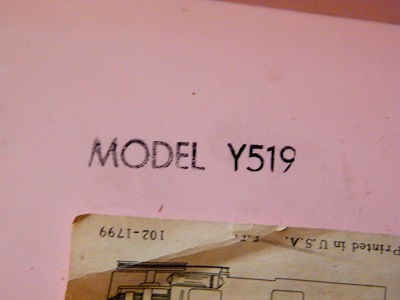 MODEL Y519
Printed in U.S.A. F.F. 102-1799